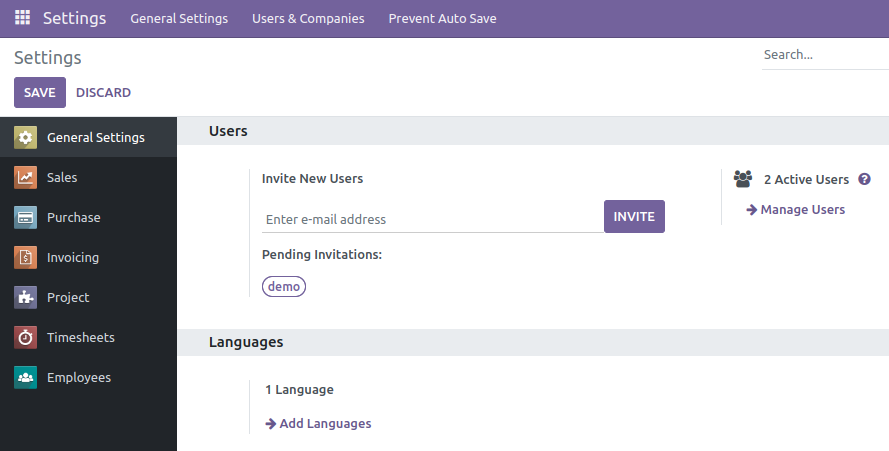 Settings General Settings Users & Companies Prevent Auto Save
Settings
Search...
SAVE DISCARD
General Settings
Sales
Purchase
Invoicing
Project
Timesheets
Employees
Users
Invite New Users
Enter e-mail address INVITE
Pending Invitations:
demo
2 Active Users ?
Manage Users
Languages
1 Language
Add Languages